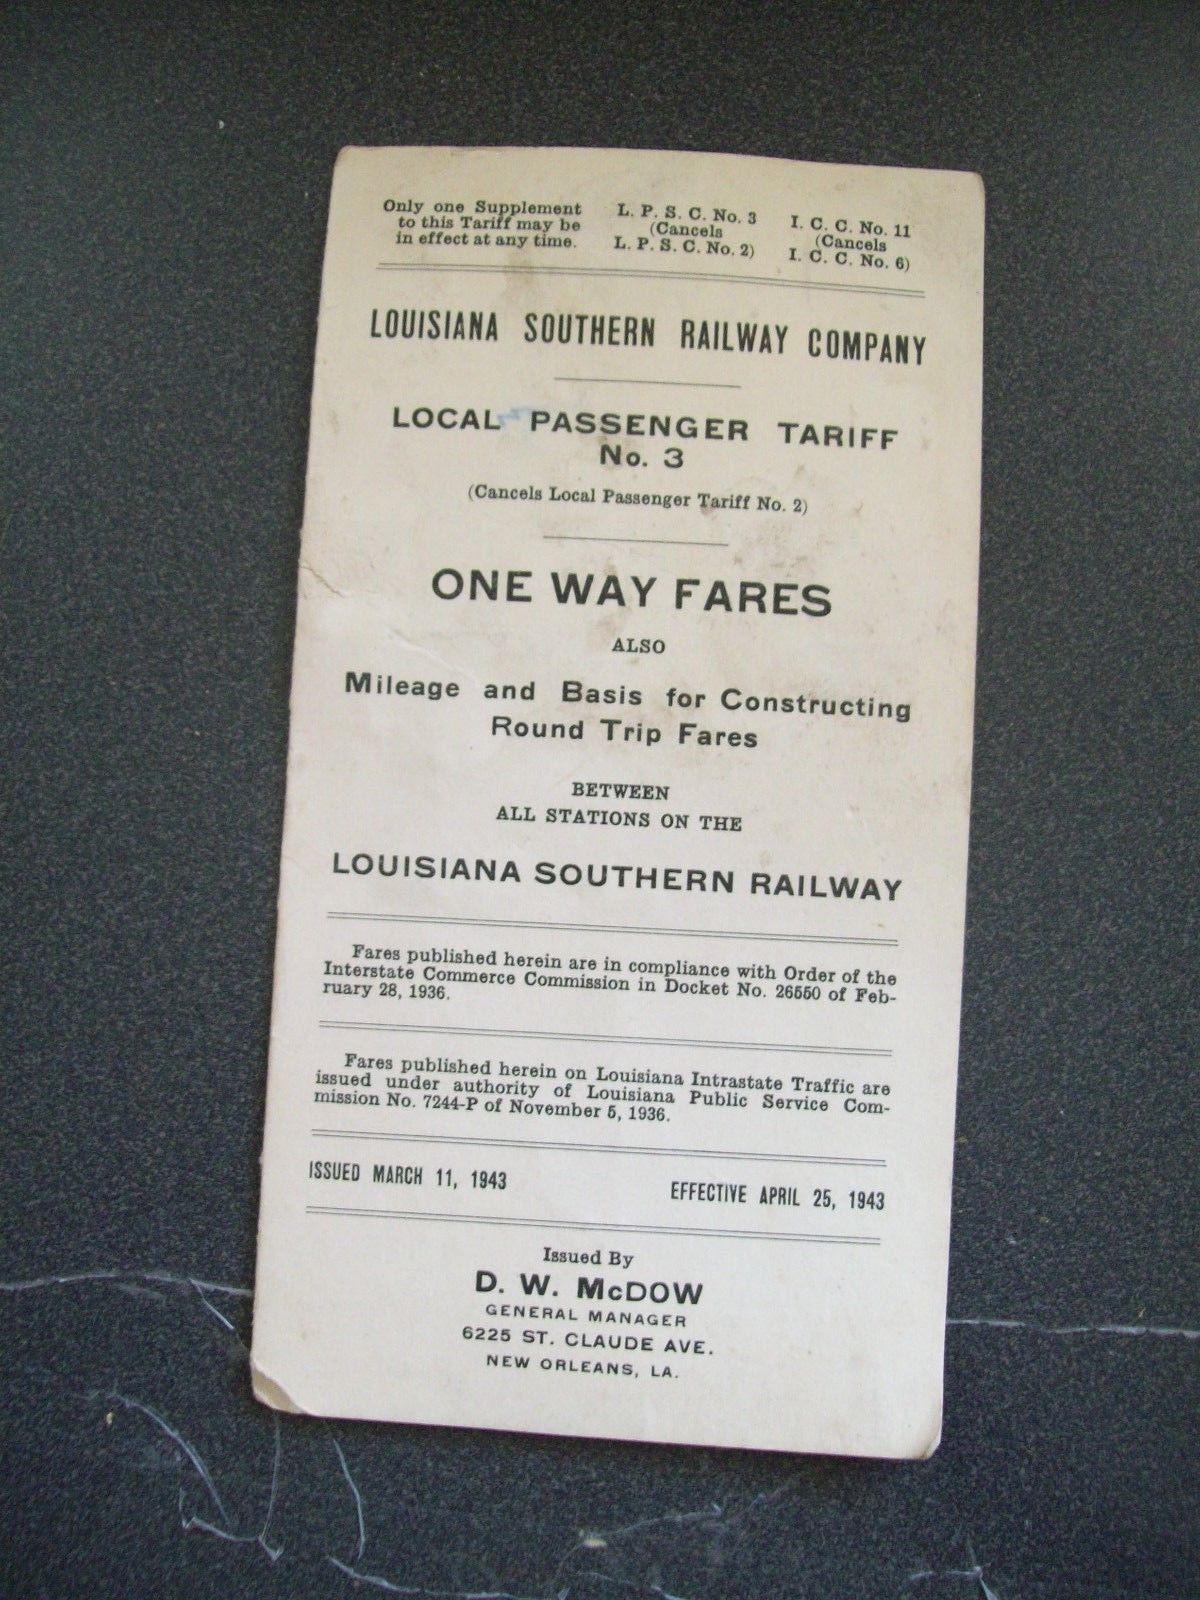 Only one Supplement
to this Tariff may be
in effect at any time.
L. P. S. C. No. 3
(Cancels
L. P. S. C. No. 2)
I. C. C. No. 11
(Cancels
I. C. C. No. 6)
LOUISIANA SOUTHERN RAILWAY COMPANY
LOCAL PASSENGER TARIFF
No. 3
(Cancels Local Passenger Tariff No. 2)
ONE WAY FARES
ALSO
Mileage and Basis for Constructing
Round Trip Fares
BETWEEN
ALL STATIONS ON THE
LOUISIANA SOUTHERN RAILWAY
Fares published herein are in compliance with Order of the
Interstate Commerce Commission in Docket No. 26550 of Feb-
ruary 28, 1936.
Fares published herein on Louisiana Intrastate Traffic are
issued under authority of Louisiana Public Service Com-
mission No. 7244-P of November 5, 1936.
ISSUED MARCH 11, 1943
EFFECTIVE APRIL 25, 1943
Issued By
D. W. McDOW
GENERAL MANAGER
6225 ST. CLAUDE AVE.
NEW ORLEANS, LA.